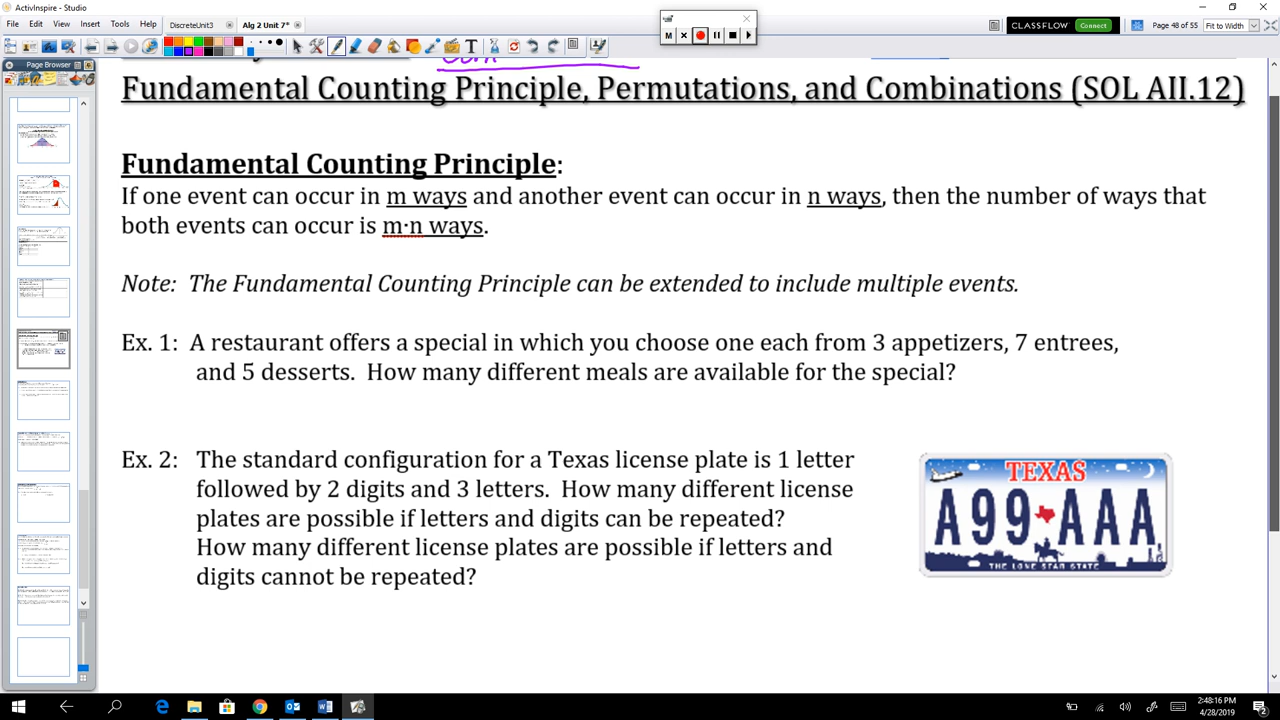 ActivInspire - Studio
File Edit View Insert Tools Help
DiscreteUnit3
Alg 2 Unit 7*
CLASSFLOW Connect
Page 48 of 55
Fit to Width
Page Browser
M
Fundamental Counting Principle, Permutations, and Combinations (SOL AII.12)
Fundamental Counting Principle:
If one event can occur in m ways and another event can occur in n ways, then the number of ways that
both events can occur is m·n ways.
Note: The Fundamental Counting Principle can be extended to include multiple events.
Ex. 1: A restaurant offers a special in which you choose one each from 3 appetizers, 7 entrees,
and 5 desserts. How many different meals are available for the special?
Ex. 2: The standard configuration for a Texas license plate is 1 letter
followed by 2 digits and 3 letters. How many different license
plates are possible if letters and digits can be repeated?
How many different license plates are possible if letters and
digits cannot be repeated?
TEXAS
A99 AAA
THE LONE STAR STATE
2:48:16 PM
4/28/2019